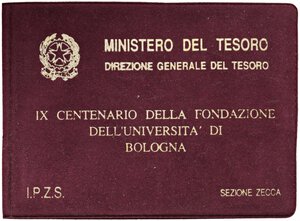 MINISTERO DEL TESORO
DIREZIONE GENERALE DEL TESORO
IX CENTENARIO DELLA FONDAZIONE
DELL'UNIVERSITA' DI
BOLOGNA
I.P.Z.S.
SEZIONE ZECCA